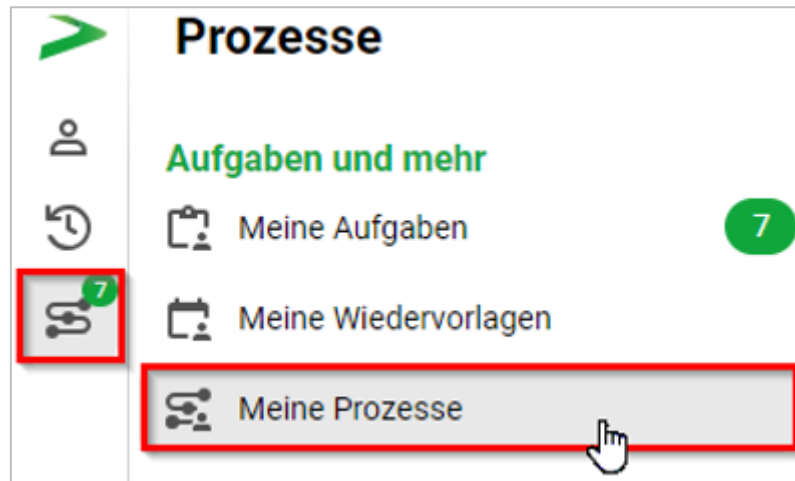 Prozesse
Aufgaben und mehr
Meine Aufgaben 7
7
Meine Wiedervorlagen
Meine Prozesse